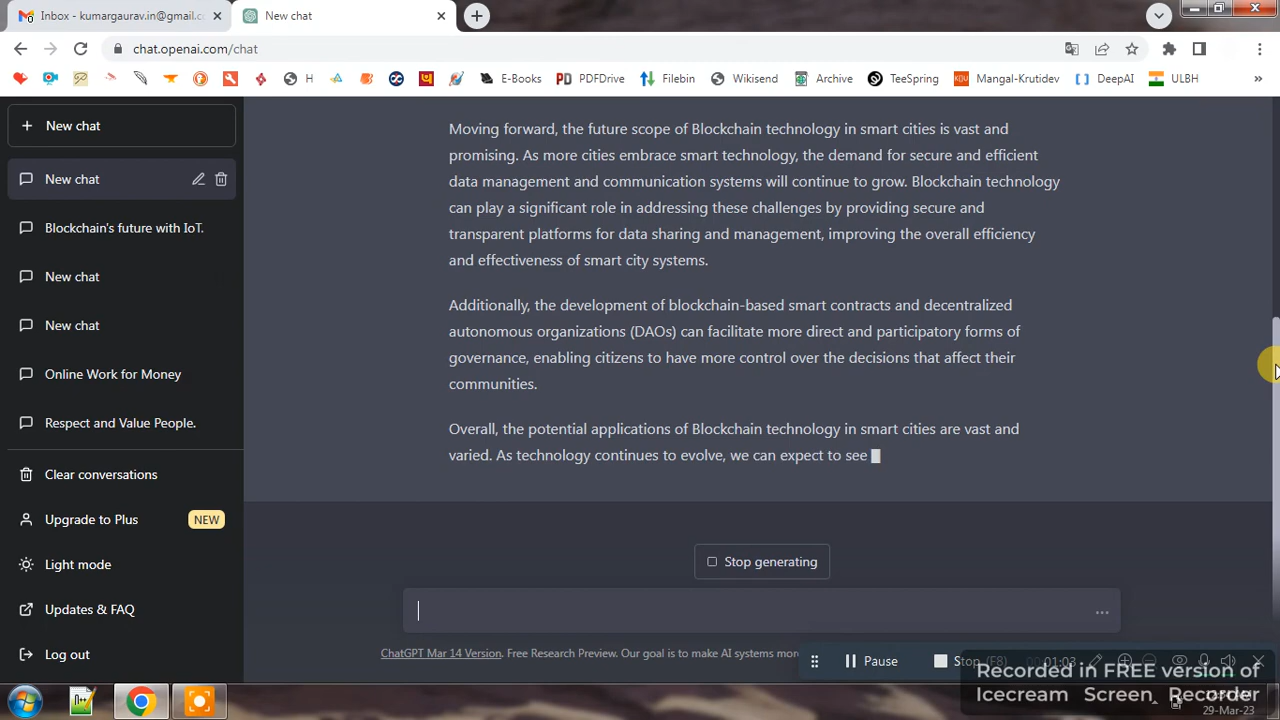 Inbox - kumargaurav.in@gmail.c
New chat
chat.openai.com/chat
H
E-Books
PDFDrive
Filebin
Wikisend
Archive
TeeSpring
Mangal-Krutidev
DeepAI
ULBH
»
+ New chat
New chat
Blockchain's future with IoT.
New chat
New chat
Online Work for Money
Respect and Value People.
Clear conversations
Upgrade to Plus NEW
Light mode
Updates & FAQ
Log out
Moving forward, the future scope of Blockchain technology in smart cities is vast and
promising. As more cities embrace smart technology, the demand for secure and efficient
data management and communication systems will continue to grow. Blockchain technology
can play a significant role in addressing these challenges by providing secure and
transparent platforms for data sharing and management, improving the overall efficiency
and effectiveness of smart city systems.
Additionally, the development of blockchain-based smart contracts and decentralized
autonomous organizations (DAOs) can facilitate more direct and participatory forms of
governance, enabling citizens to have more control over the decisions that affect their
communities.
Overall, the potential applications of Blockchain technology in smart cities are vast and
varied. As technology continues to evolve, we can expect to see
Stop generating
ChatGPT Mar 14 Version. Free Research Preview. Our goal is to make AI systems more
Pause
Stop (F8)
00:01:03
Recorded in FREE version of
Icecream Screen Recorder
29-Mar-23